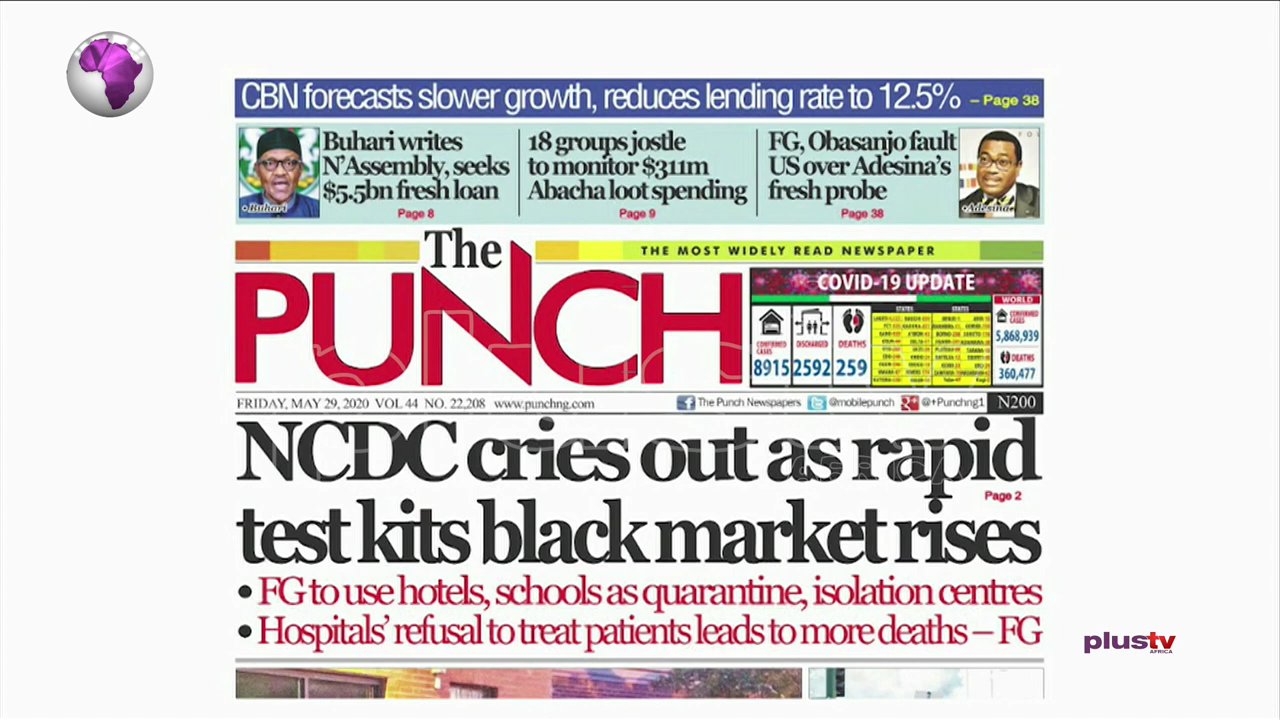 CBN forecasts slower growth, reduces lending rate to 12.5% – Page 38
Buhari writes
N'Assembly, seeks
$5.5bn fresh loan
Page 8
•Buhari
18 groups jostle
to monitor $311m
Abacha loot spending
Page 9
FG, Obasanjo fault
US over Adesina's
fresh probe
Page 38
•Adesina
The
PUNCH
THE MOST WIDELY READ NEWSPAPER
COVID-19 UPDATE
CONFIRMED
CASES
8915
DISCHARGED
2592
DEATHS
259
STATES
STATES
WORLD
CONFIRMED
CASES
5,868,939
DEATHS
360,477
FRIDAY, MAY 29, 2020 VOL 44 NO. 22,208 www.punchng.com
The Punch Newspapers @mobilepunch @+Punchng1 N200
NCDC cries out as rapid
Page 2
test kits black market rises
• FG to use hotels, schools as quarantine, isolation centres
• Hospitals' refusal to treat patients leads to more deaths – FG
plustv
AFRICA